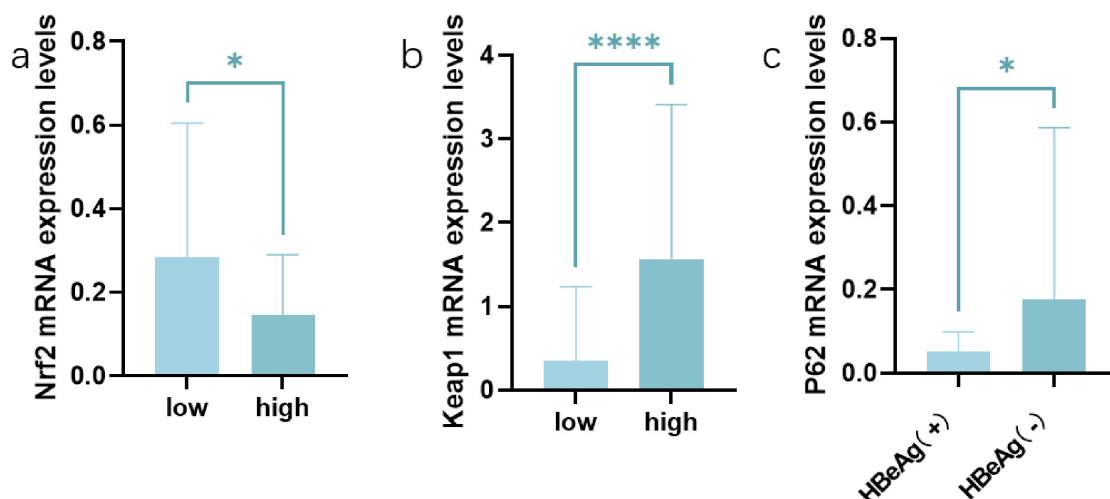 a
Nrf2 mRNA expression levels
0.8
0.6
0.4
0.2
0.0
*
low
high
b
Keap1 mRNA expression levels
4
3
2
1
0
****
low
high
c
P62 mRNA expression levels
0.8
0.6
0.4
0.2
0.0
*
HBeAg(+)
HBeAg(-)